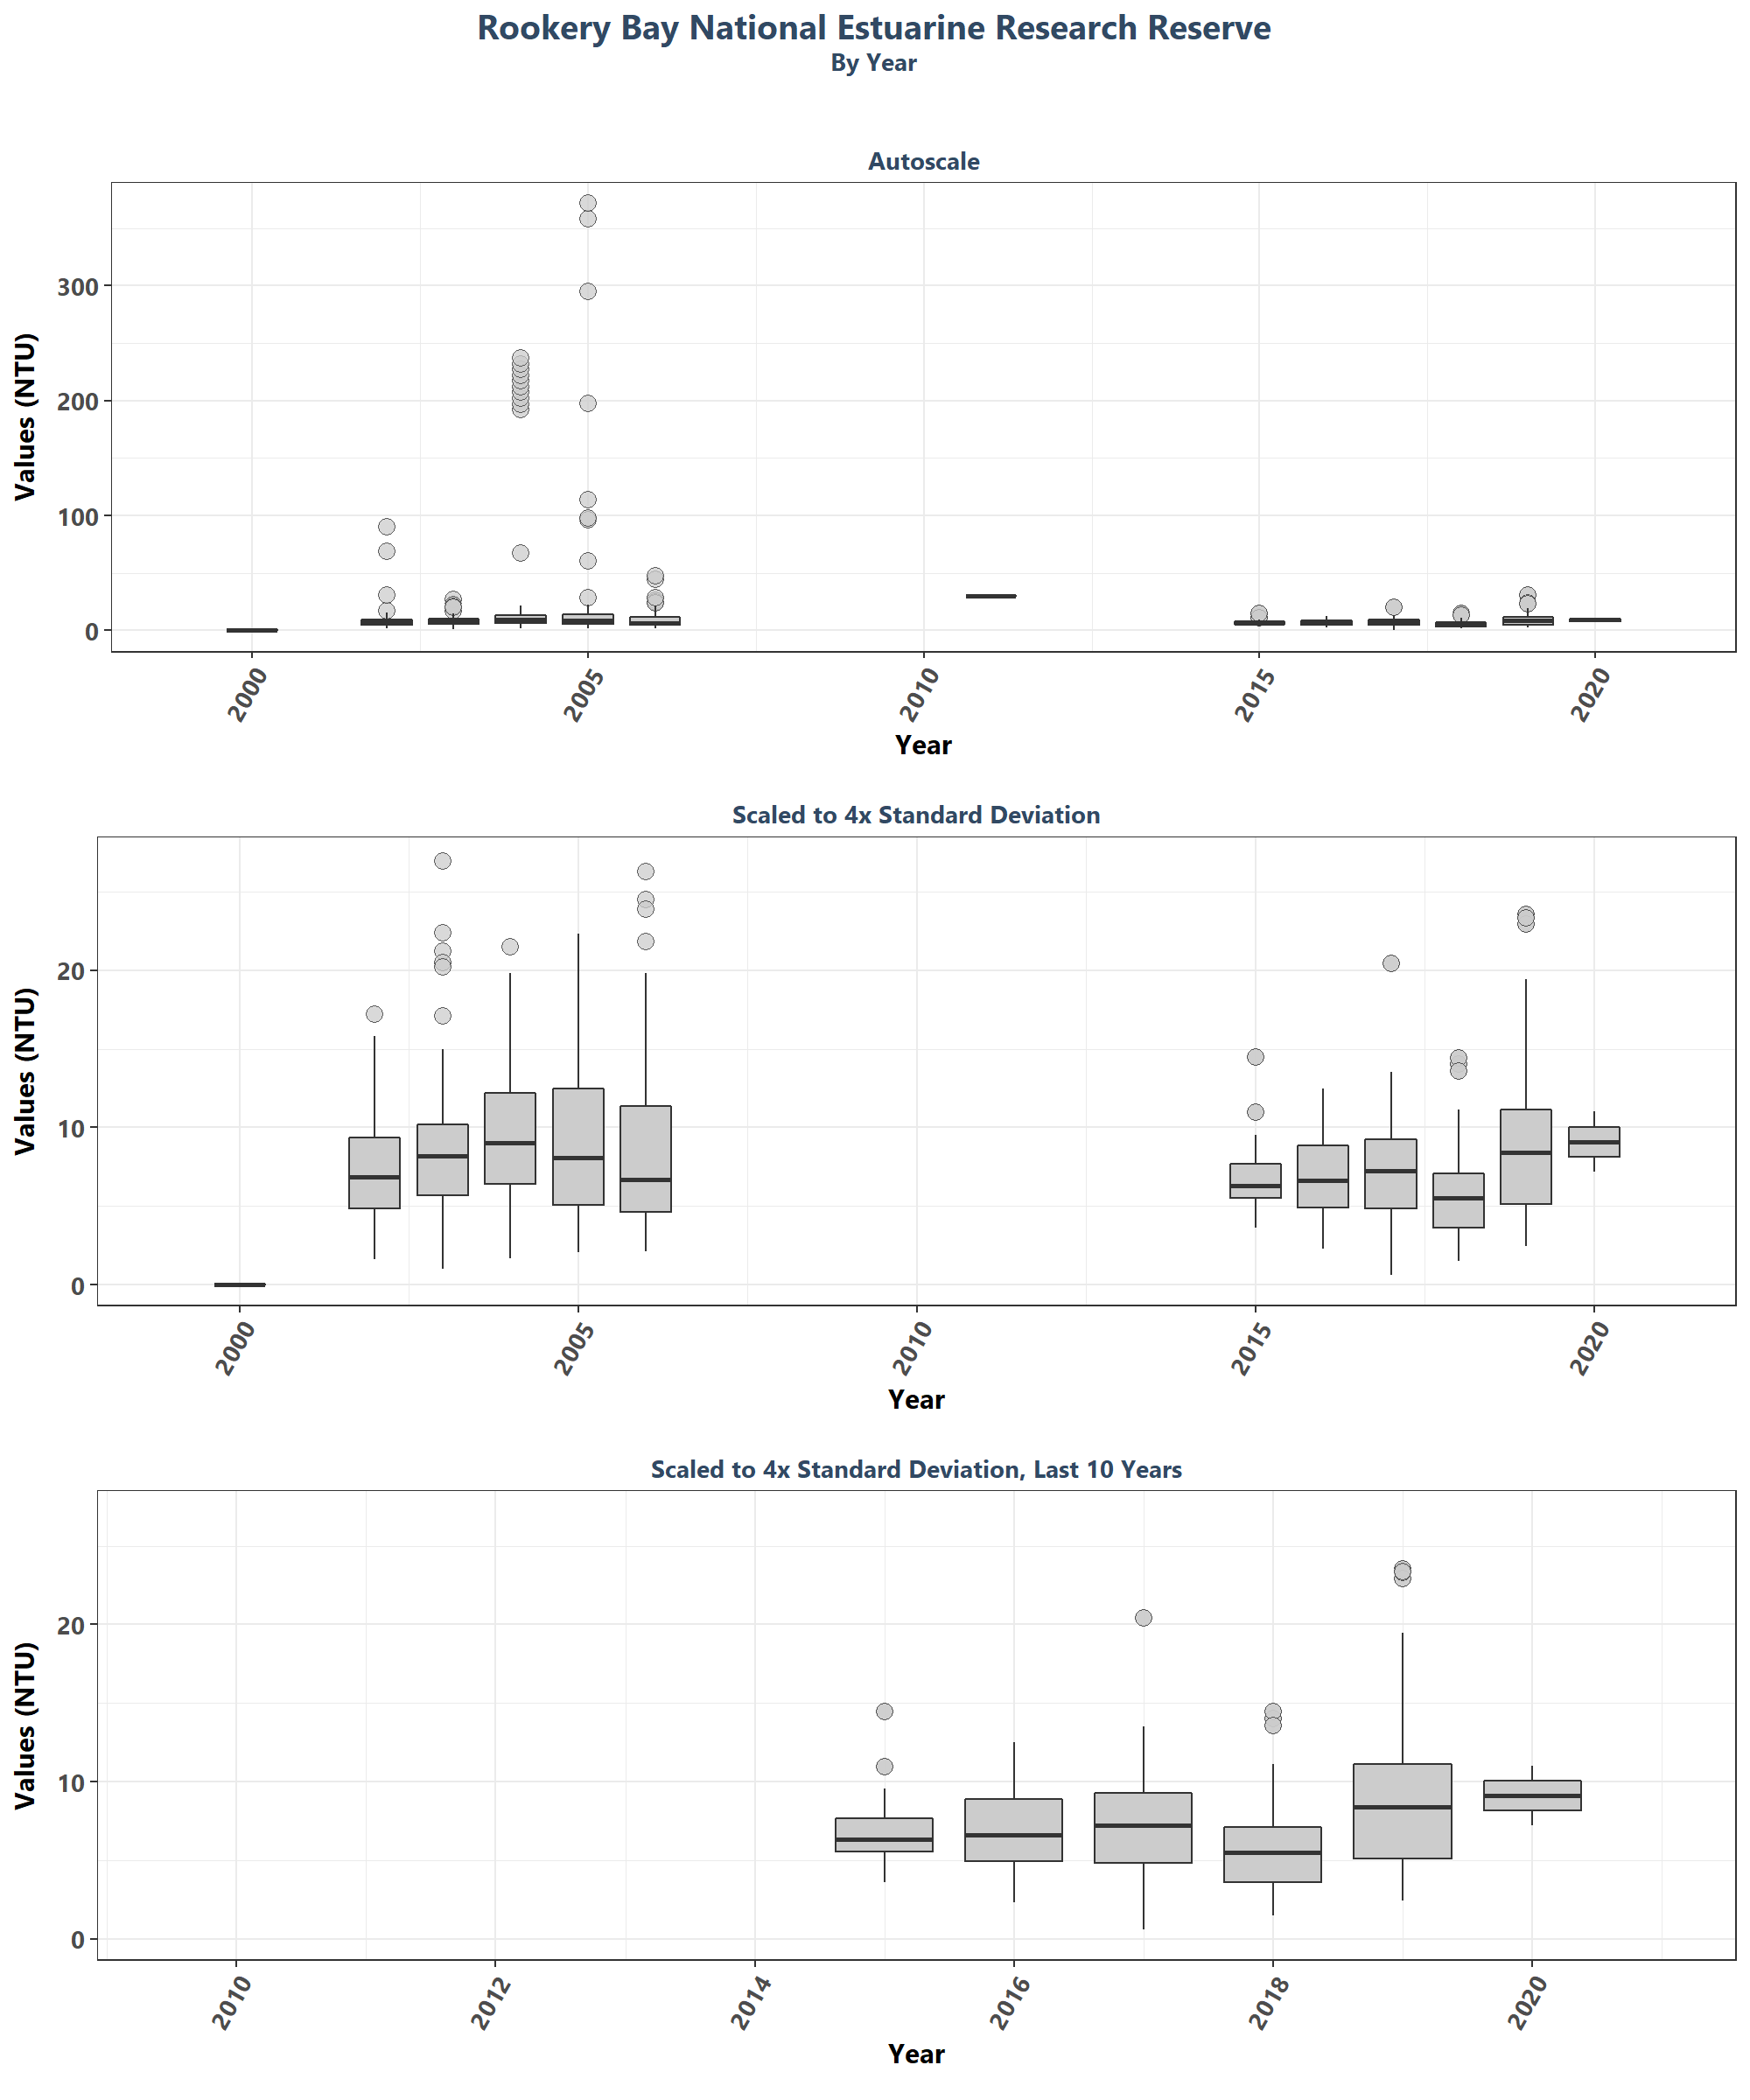 Rookery Bay National Estuarine Research Reserve
By Year
Autoscale
Values (NTU)
300
200
100
0
2000
2005
2010
2015
2020
Year
Scaled to 4x Standard Deviation
Values (NTU)
20
10
0
2000
2005
2010
2015
2020
Year
Scaled to 4x Standard Deviation, Last 10 Years
Values (NTU)
20
10
0
2010
2012
2014
2016
2018
2020
Year